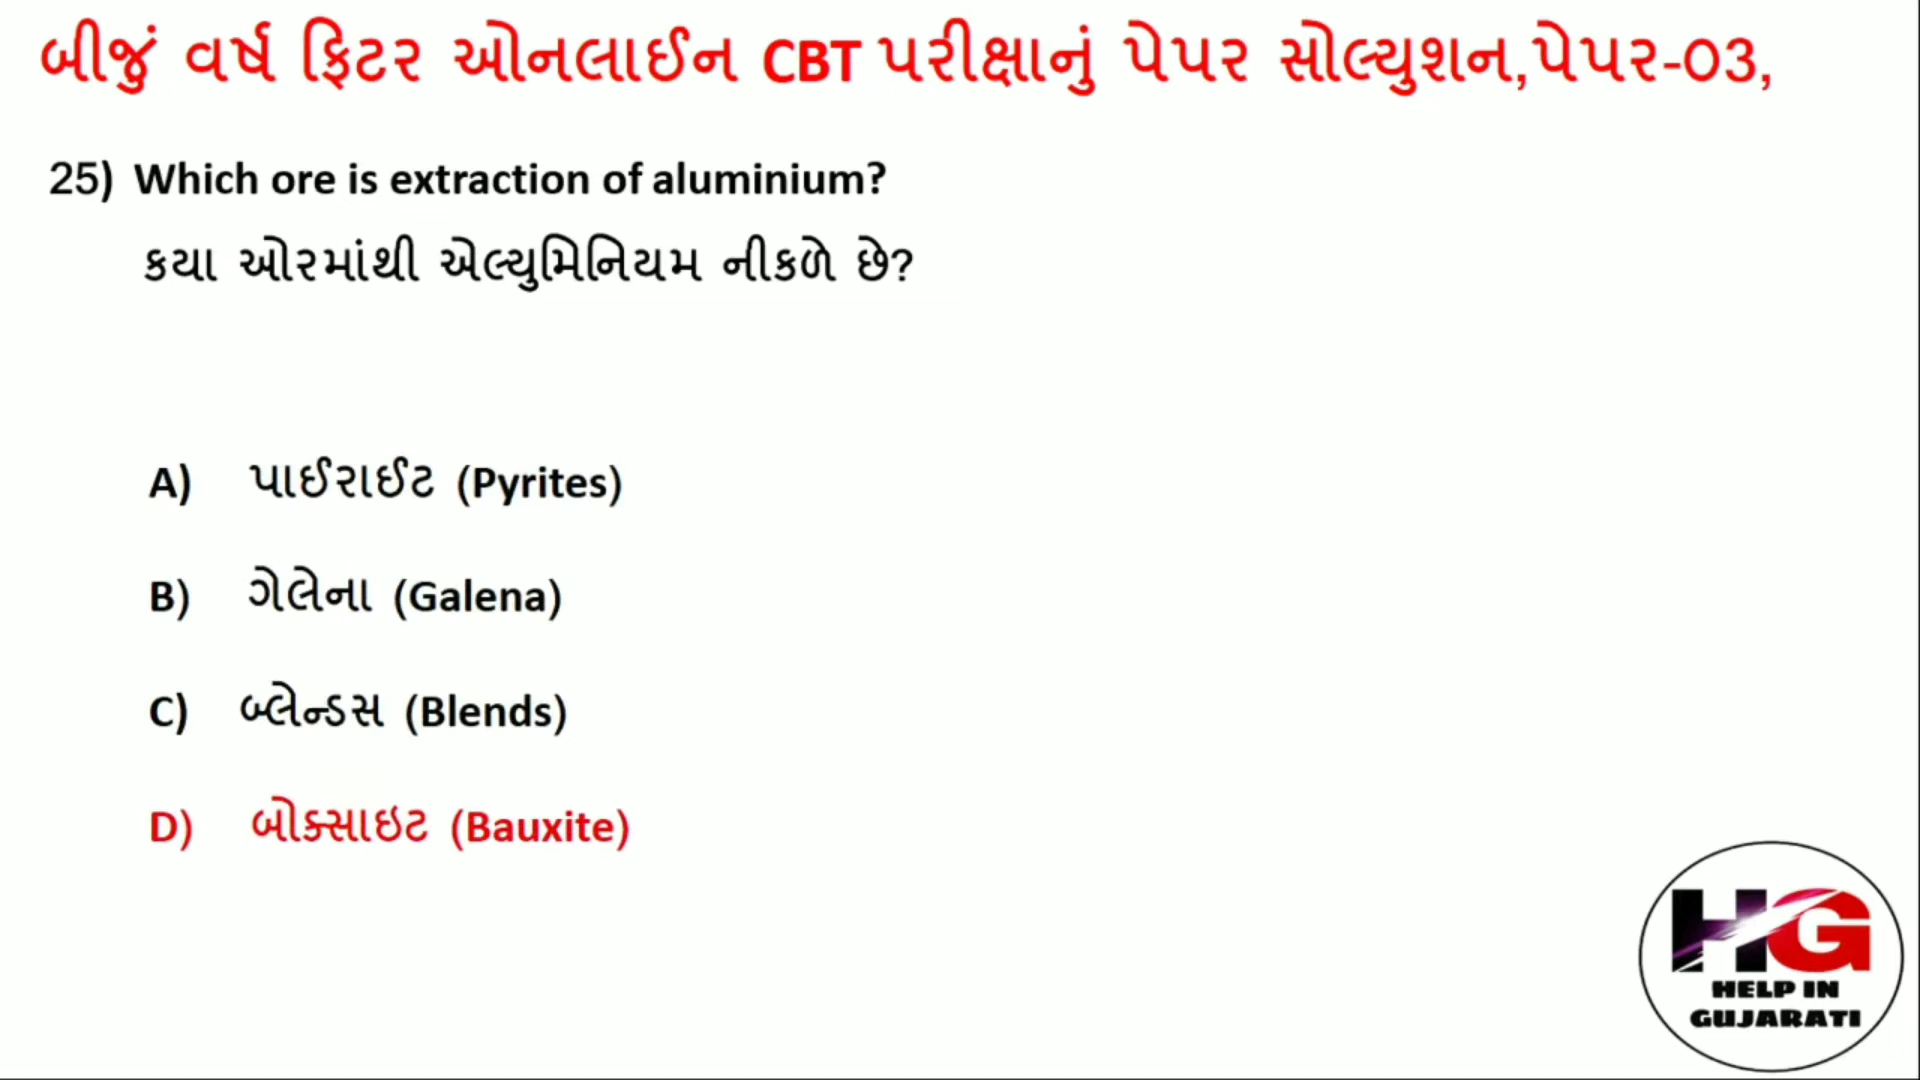 બીજું વર્ષ ફિટર ઓનલાઈન CBT પરીક્ષાનું પેપર સોલ્યુશન,પેપર-03,
25) Which ore is extraction of aluminium?
કયા ઓરમાંથી એલ્યુમિનિયમ નીકળે છે?
A) પાઈરાઈટ (Pyrites)
B) ગેલેના (Galena)
C) બ્લેન્ડસ (Blends)
D) બોક્સાઇટ (Bauxite)
HG
HELP IN
GUJARATI